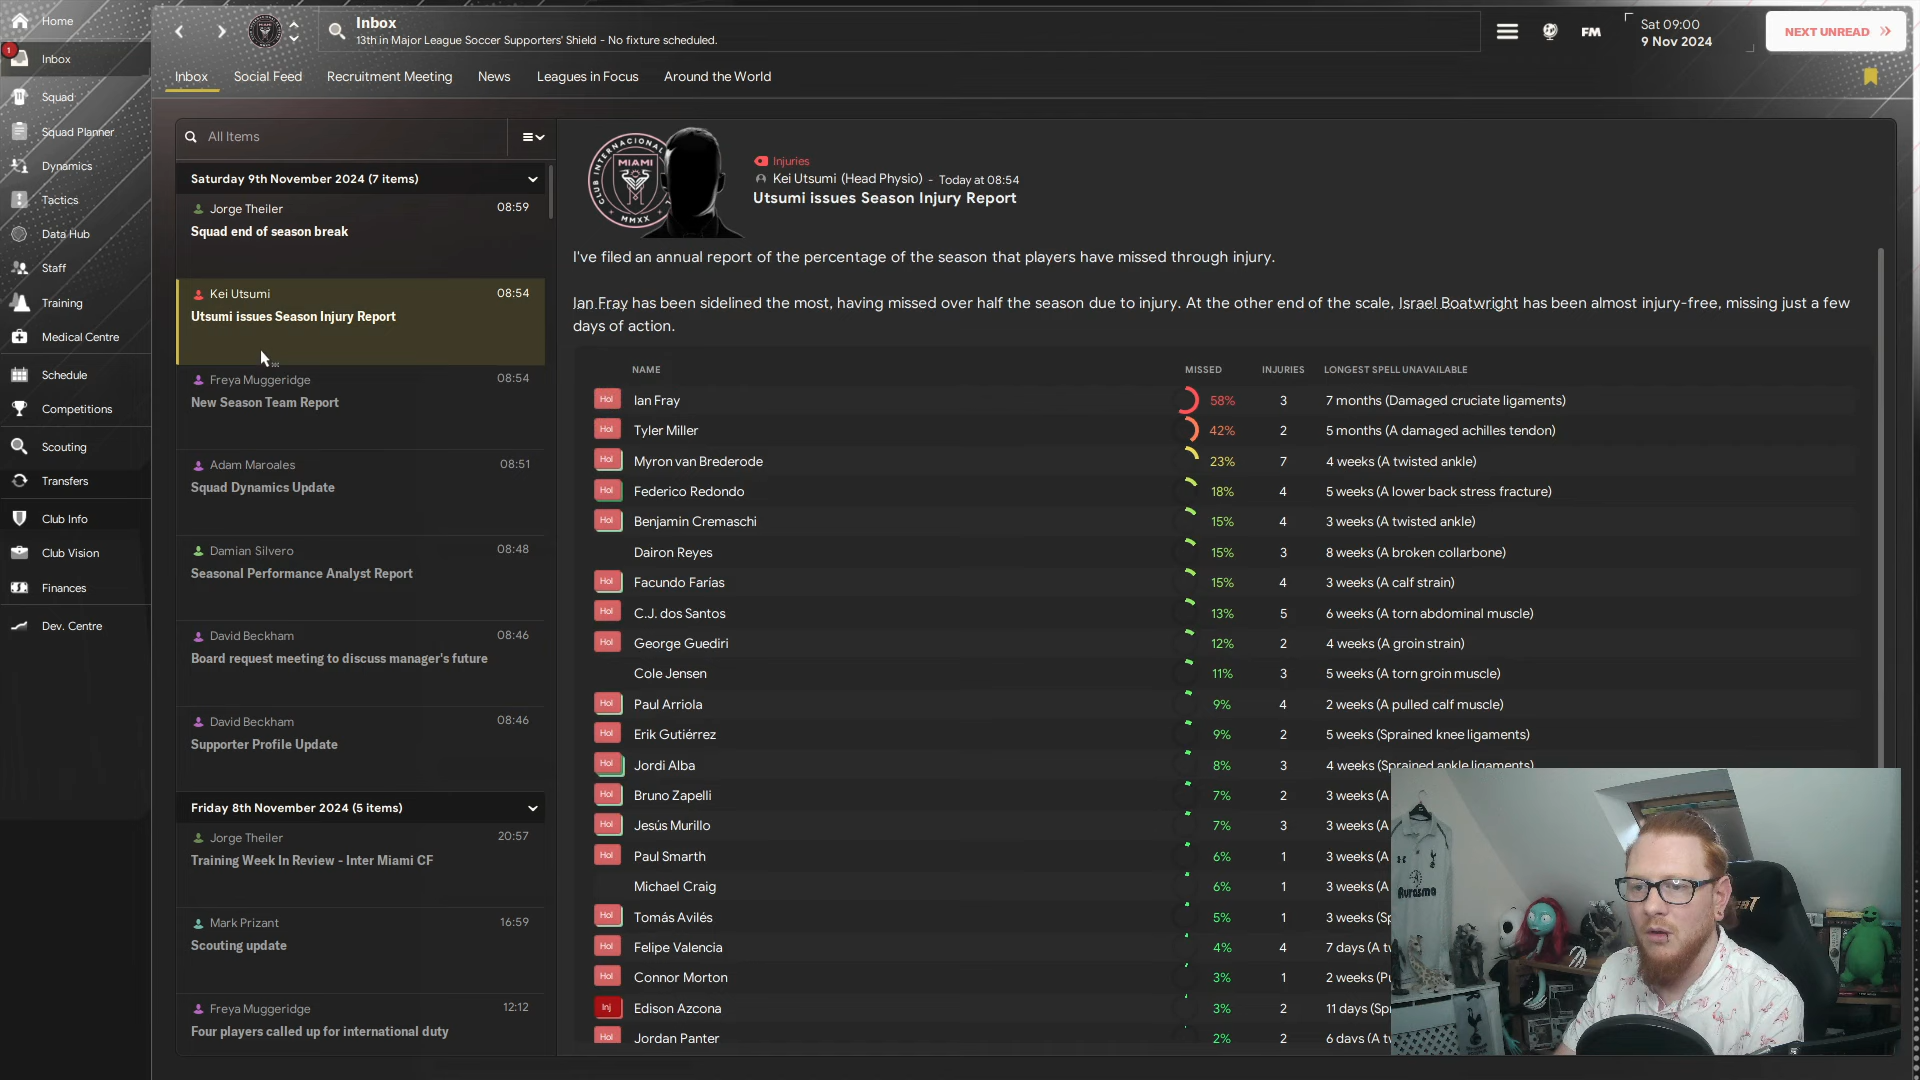 Home
1
Inbox
Squad
Squad Planner
Dynamics
Tactics
Data Hub
Staff
Training
Medical Centre
Schedule
Competitions
Scouting
Transfers
Club Info
Club Vision
Finances
Dev. Centre
Inbox
13th in Major League Soccer Supporters' Shield - No fixture scheduled.
FM
Sat 09:00
9 Nov 2024
NEXT UNREAD
Inbox Social Feed Recruitment Meeting News Leagues in Focus Around the World
All Items
Saturday 9th November 2024 (7 items)
Jorge Theiler 08:59
Squad end of season break
Kei Utsumi 08:54
Utsumi issues Season Injury Report
Freya Muggeridge 08:54
New Season Team Report
Adam Maroales 08:51
Squad Dynamics Update
Damian Silvero 08:48
Seasonal Performance Analyst Report
David Beckham 08:46
Board request meeting to discuss manager's future
David Beckham 08:46
Supporter Profile Update
Friday 8th November 2024 (5 items)
Jorge Theiler 20:57
Training Week In Review - Inter Miami CF
Mark Prizant 16:59
Scouting update
Freya Muggeridge 12:12
Four players called up for international duty
CLUB INTERNACIONAL
MIAMI
MMXX
Injuries
Kei Utsumi (Head Physio) - Today at 08:54
Utsumi issues Season Injury Report
I've filed an annual report of the percentage of the season that players have missed through injury.
Ian Fray has been sidelined the most, having missed over half the season due to injury. At the other end of the scale, Israel Boatwright has been almost injury-free, missing just a few
days of action.
NAME MISSED INJURIES LONGEST SPELL UNAVAILABLE
Hol Ian Fray 58% 3 7 months (Damaged cruciate ligaments)
Hol Tyler Miller 42% 2 5 months (A damaged achilles tendon)
Hol Myron van Brederode 23% 7 4 weeks (A twisted ankle)
Hol Federico Redondo 18% 4 5 weeks (A lower back stress fracture)
Hol Benjamin Cremaschi 15% 4 3 weeks (A twisted ankle)
Dairon Reyes 15% 3 8 weeks (A broken collarbone)
Hol Facundo Farías 15% 4 3 weeks (A calf strain)
Hol C.J. dos Santos 13% 5 6 weeks (A torn abdominal muscle)
Hol George Guediri 12% 2 4 weeks (A groin strain)
Cole Jensen 11% 3 5 weeks (A torn groin muscle)
Hol Paul Arriola 9% 4 2 weeks (A pulled calf muscle)
Hol Erik Gutiérrez 9% 2 5 weeks (Sprained knee ligaments)
Hol Jordi Alba 8% 3 4 weeks (Sprained ankle ligaments)
Hol Bruno Zapelli 7% 2 3 weeks (A
Hol Jesús Murillo 7% 3 3 weeks (A
Hol Paul Smarth 6% 1 3 weeks (A
Michael Craig 6% 1 3 weeks (A
Hol Tomás Avilés 5% 1 3 weeks (Sp
Hol Felipe Valencia 4% 4 7 days (A tw
Hol Connor Morton 3% 1 2 weeks (Pu
Inj Edison Azcona 3% 2 11 days (Spr
Hol Jordan Panter 2% 2 6 days (A tw
Aurasma